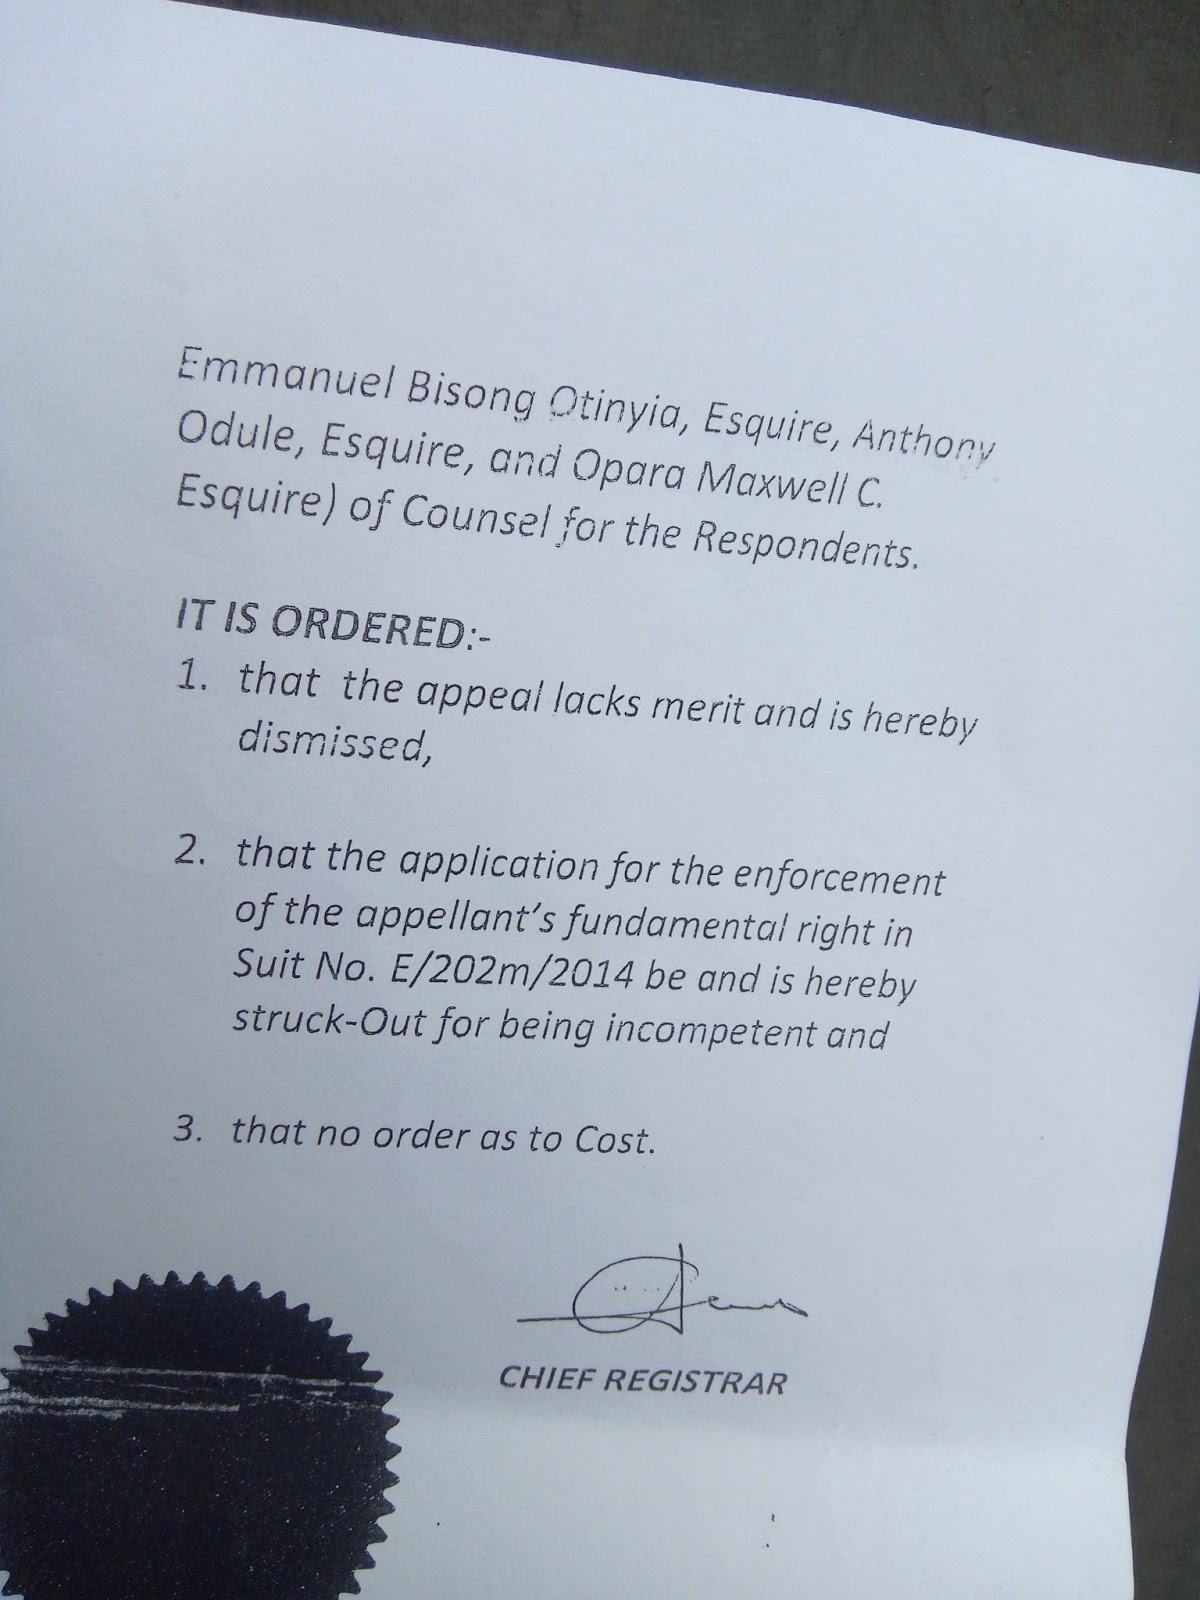 Emmanuel Bisong Otinyia, Esquire, Anthony
Odule, Esquire, and Opara Maxwell C.
Esquire) of Counsel for the Respondents.
IT IS ORDERED:-
1. that the appeal lacks merit and is hereby
dismissed,
2. that the application for the enforcement
of the appellant's fundamental right in
Suit No. E/202m/2014 be and is hereby
struck-Out for being incompetent and
3. that no order as to Cost.
CHIEF REGISTRAR